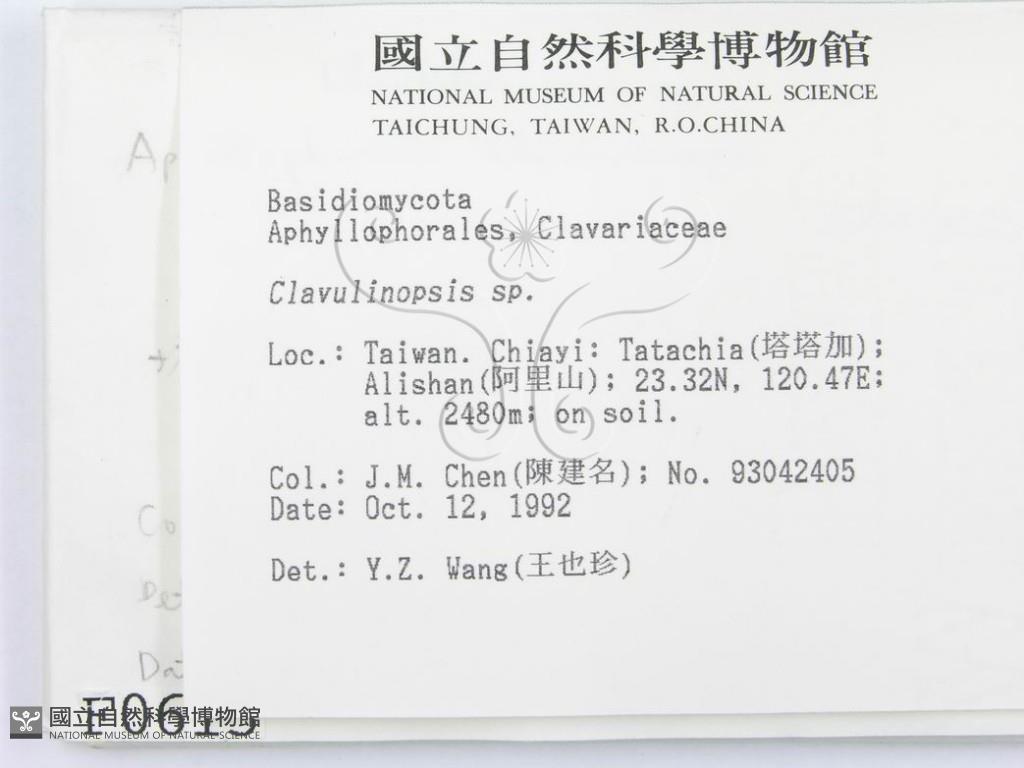 國立自然科學博物館
NATIONAL MUSEUM OF NATURAL SCIENCE
TAICHUNG, TAIWAN, R.O.CHINA
Basidiomycota
Aphyllophorales, Clavariaceae
Clavulinopsis sp.
Loc.: Taiwan. Chiayi: Tatachia(塔塔加);
Alishan(阿里山); 23.32N, 120.47E;
alt. 2480m; on soil.
Col.: J.M. Chen(陳建名); No. 93042405
Date: Oct. 12, 1992
Det.: Y.Z. Wang(王也珍)
國立自然科學博物館
NATIONAL MUSEUM OF NATURAL SCIENCE